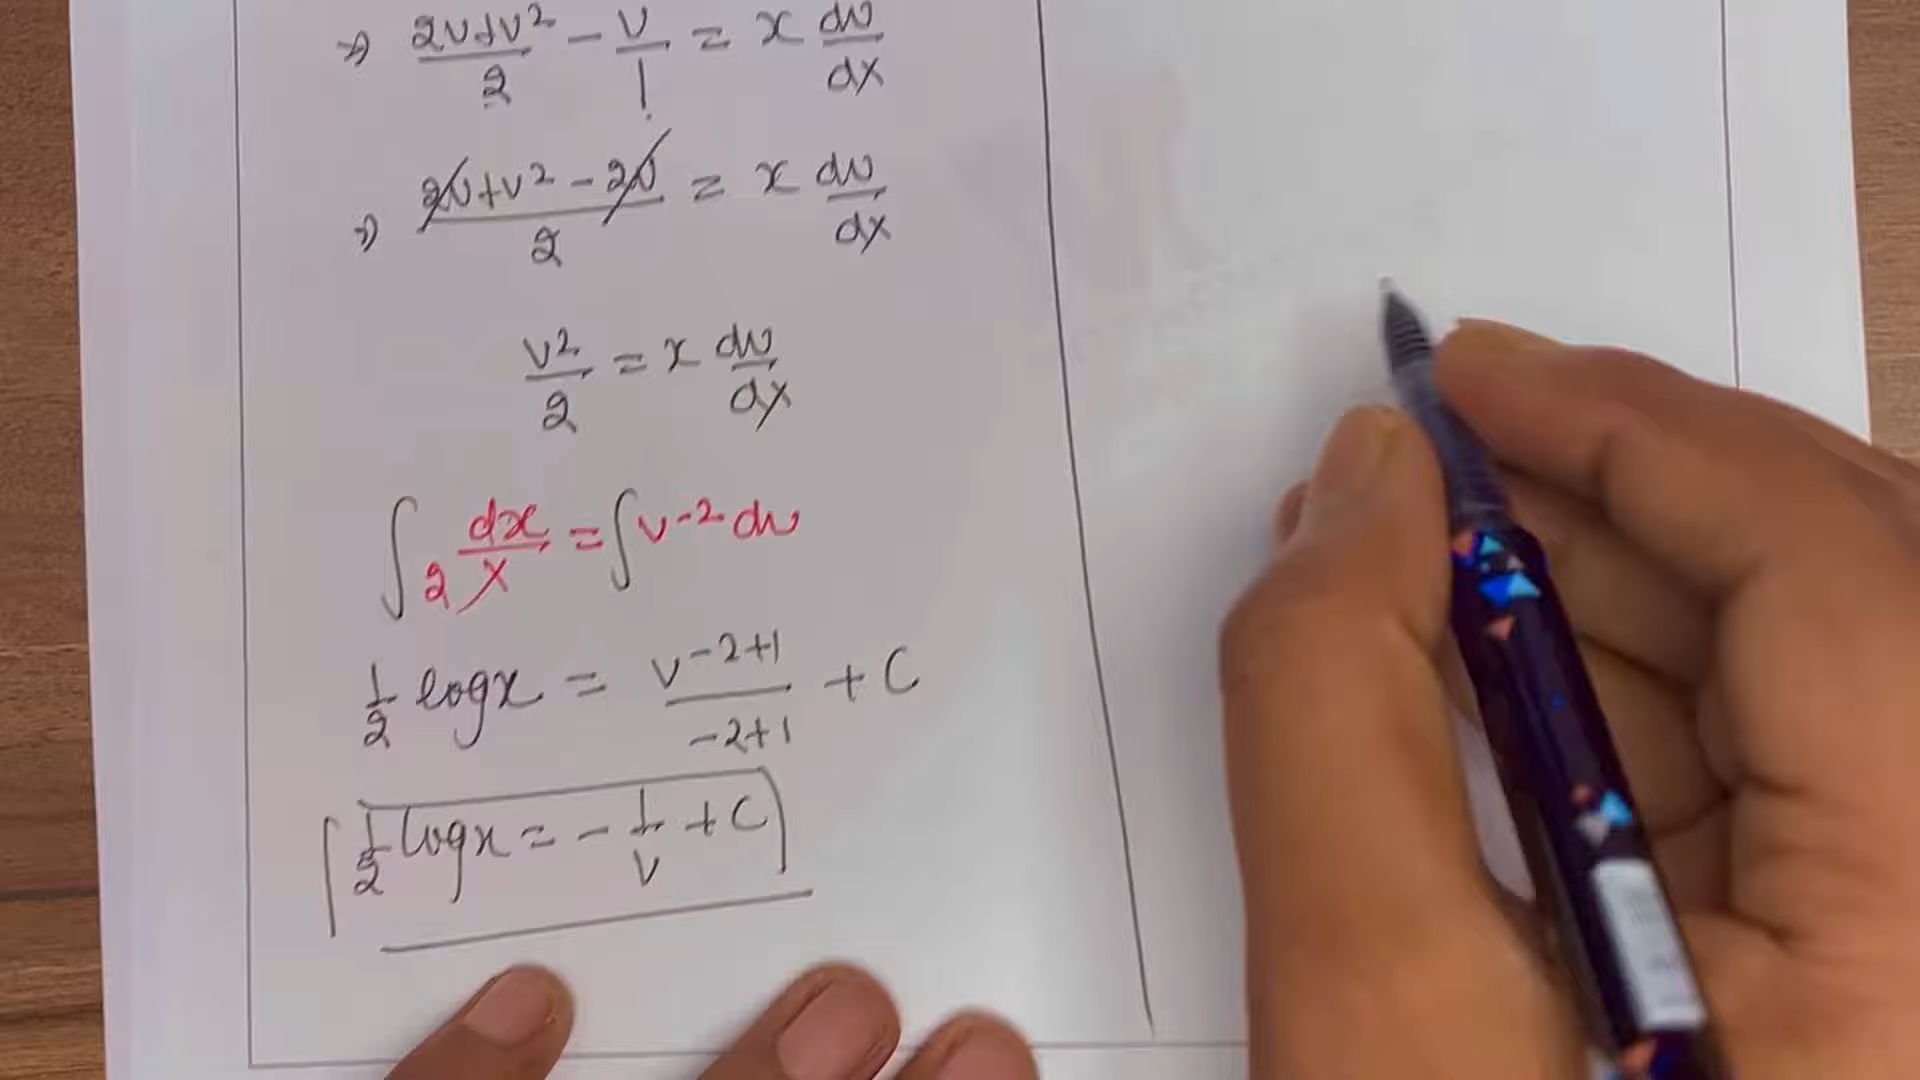 ⇒ (2v+v²)/2 − v/1 = x dv/dx
⇒ (2v+v²−2v)/2 = x dv/dx
v²/2 = x dv/dx
∫ dx/2x = ∫ v⁻² dv
1/2 log x = v⁻²⁺¹/−2+1 + C
1/2 log x = − 1/v + C